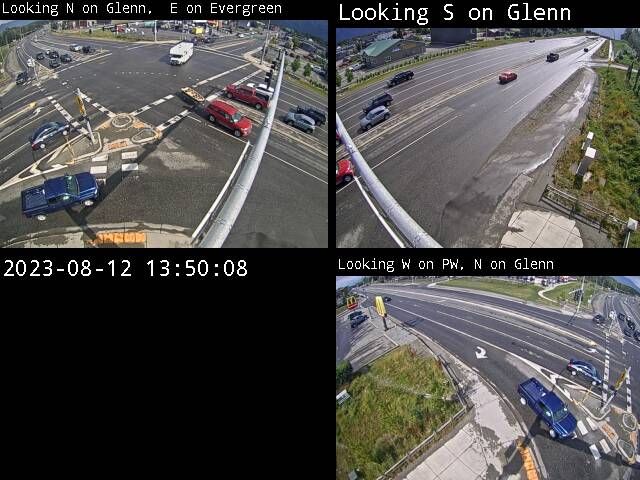 Looking N on Glenn,  E on Evergreen
Looking S on Glenn
2023-08-12 13:50:08
Looking W on PW, N on Glenn